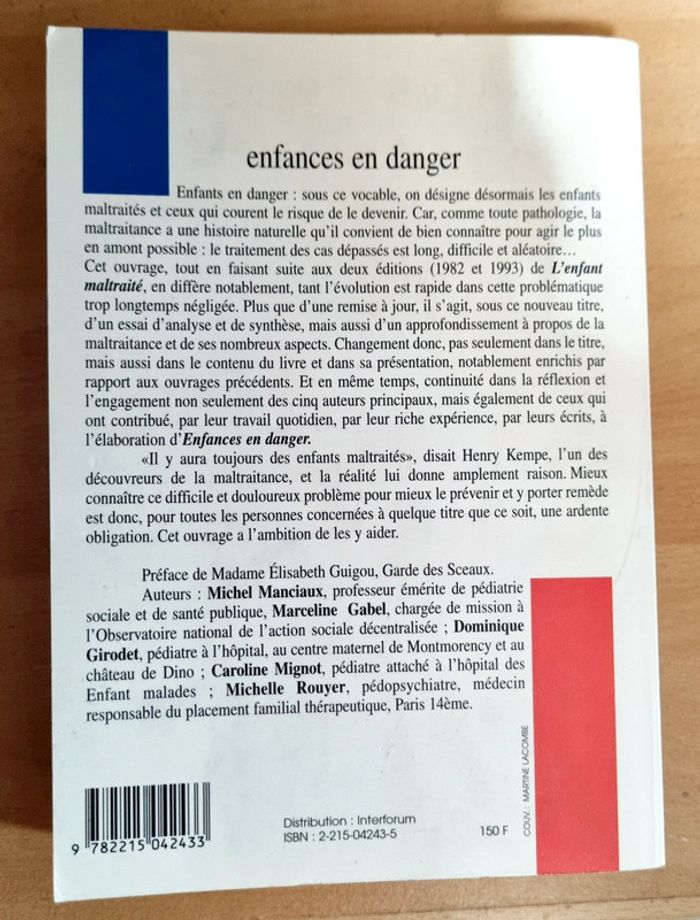 enfances en danger
Enfants en danger : sous ce vocable, on désigne désormais les enfants
maltraités et ceux qui courent le risque de le devenir. Car, comme toute pathologie, la
maltraitance a une histoire naturelle qu'il convient de bien connaître pour agir le plus
en amont possible : le traitement des cas dépassés est long, difficile et aléatoire...
Cet ouvrage, tout en faisant suite aux deux éditions (1982 et 1993) de L'enfant
maltraité, en diffère notablement, tant l'évolution est rapide dans cette problématique
trop longtemps négligée. Plus que d'une remise à jour, il s'agit, sous ce nouveau titre,
d'un essai d'analyse et de synthèse, mais aussi d'un approfondissement à propos de la
maltraitance et de ses nombreux aspects. Changement donc, pas seulement dans le titre,
mais aussi dans le contenu du livre et dans sa présentation, notablement enrichis par
rapport aux ouvrages précédents. Et en même temps, continuité dans la réflexion et
l'engagement non seulement des cinq auteurs principaux, mais également de ceux qui
ont contribué, par leur travail quotidien, par leur riche expérience, par leurs écrits, à
l'élaboration d'Enfances en danger.
«Il y aura toujours des enfants maltraités», disait Henry Kempe, l'un des
découvreurs de la maltraitance, et la réalité lui donne amplement raison. Mieux
connaître ce difficile et douloureux problème pour mieux le prévenir et y porter remède
est donc, pour toutes les personnes concernées à quelque titre que ce soit, une ardente
obligation. Cet ouvrage a l'ambition de les y aider.
Préface de Madame Élisabeth Guigou, Garde des Sceaux.
Auteurs : Michel Manciaux, professeur émérite de pédiatrie
sociale et de santé publique, Marceline Gabel, chargée de mission à
l'Observatoire national de l'action sociale décentralisée ; Dominique
Girodet, pédiatre à l'hôpital, au centre maternel de Montmorency et au
château de Dino ; Caroline Mignot, pédiatre attaché à l'hôpital des
Enfant malades ; Michelle Rouyer, pédopsychiatre, médecin
responsable du placement familial thérapeutique, Paris 14ème.
COUV.: MARTINE LACOMBE
Distribution : Interforum
ISBN : 2-215-04243-5
150 F
9 782215 042433